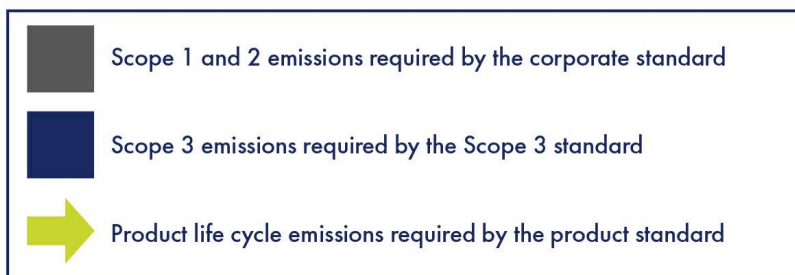 Scope 1 and 2 emissions required by the corporate standard
Scope 3 emissions required by the Scope 3 standard
Product life cycle emissions required by the product standard